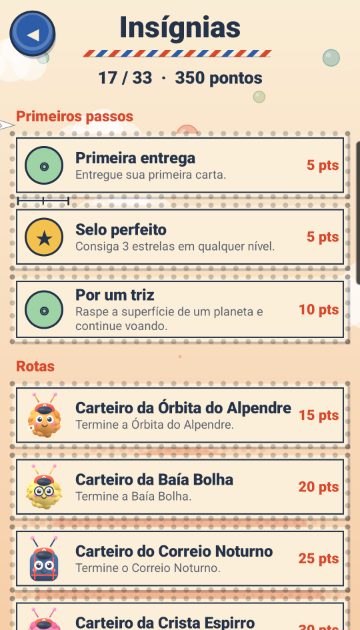 Insígnias
17 / 33 · 350 pontos
Primeiros passos
Primeira entrega
Entregue sua primeira carta.
5 pts
Selo perfeito
Consiga 3 estrelas em qualquer nível.
5 pts
Por um triz
Raspe a superfície de um planeta e
continue voando.
10 pts
Rotas
Carteiro da Órbita do Alpendre
Termine a Órbita do Alpendre.
15 pts
Carteiro da Baía Bolha
Termine a Baía Bolha.
20 pts
Carteiro do Correio Noturno
Termine o Correio Noturno.
25 pts
Carteiro da Crista Espirro
30 pts